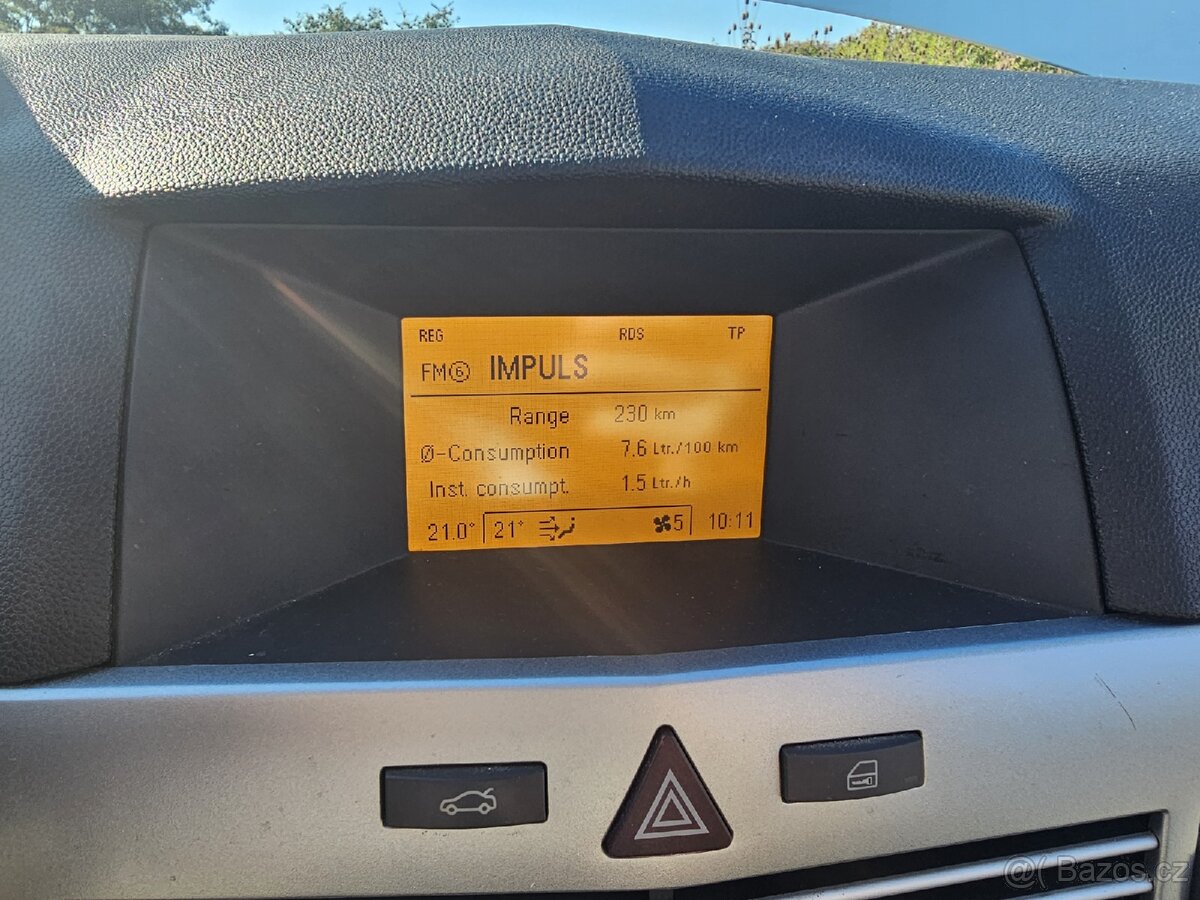 REG RDS TP
FM⑥ IMPULS
Range 230 km
Ø-Consumption 7.6 Ltr./100 km
Inst. consumpt. 1.5 Ltr./h
21.0° 21° 5 10:11
@( Bazos.cz